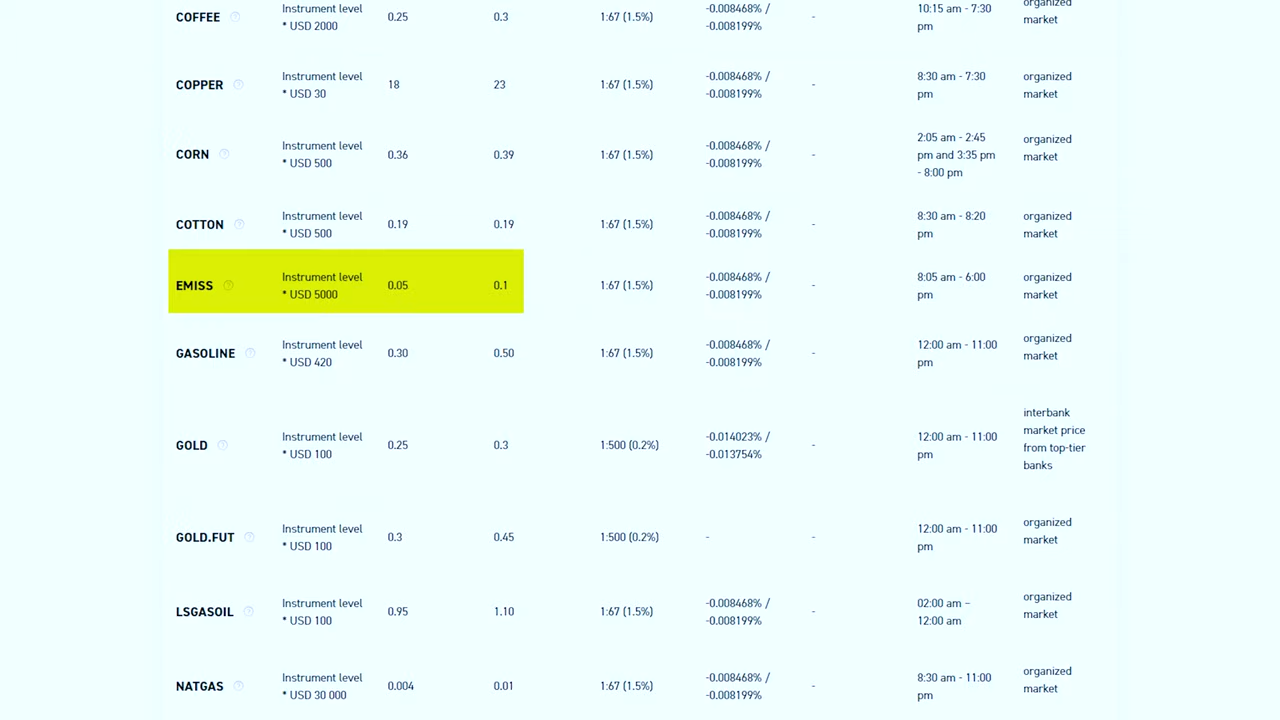 COFFEE Instrument level * USD 2000 0.25 0.3 1:67 (1.5%) -0.008468% / -0.008199% - 10:15 am - 7:30 pm organized market
COPPER Instrument level * USD 30 18 23 1:67 (1.5%) -0.008468% / -0.008199% - 8:30 am - 7:30 pm organized market
CORN Instrument level * USD 500 0.36 0.39 1:67 (1.5%) -0.008468% / -0.008199% - 2:05 am - 2:45 pm and 3:35 pm - 8:00 pm organized market
COTTON Instrument level * USD 500 0.19 0.19 1:67 (1.5%) -0.008468% / -0.008199% - 8:30 am - 8:20 pm organized market
EMISS Instrument level * USD 5000 0.05 0.1 1:67 (1.5%) -0.008468% / -0.008199% - 8:05 am - 6:00 pm organized market
GASOLINE Instrument level * USD 420 0.30 0.50 1:67 (1.5%) -0.008468% / -0.008199% - 12:00 am - 11:00 pm organized market
GOLD Instrument level * USD 100 0.25 0.3 1:500 (0.2%) -0.014023% / -0.013754% - 12:00 am - 11:00 pm interbank market price from top-tier banks
GOLD.FUT Instrument level * USD 100 0.3 0.45 1:500 (0.2%) - - 12:00 am - 11:00 pm organized market
LSGASOIL Instrument level * USD 100 0.95 1.10 1:67 (1.5%) -0.008468% / -0.008199% - 02:00 am – 12:00 am organized market
NATGAS Instrument level * USD 30 000 0.004 0.01 1:67 (1.5%) -0.008468% / -0.008199% - 8:30 am - 11:00 pm organized market